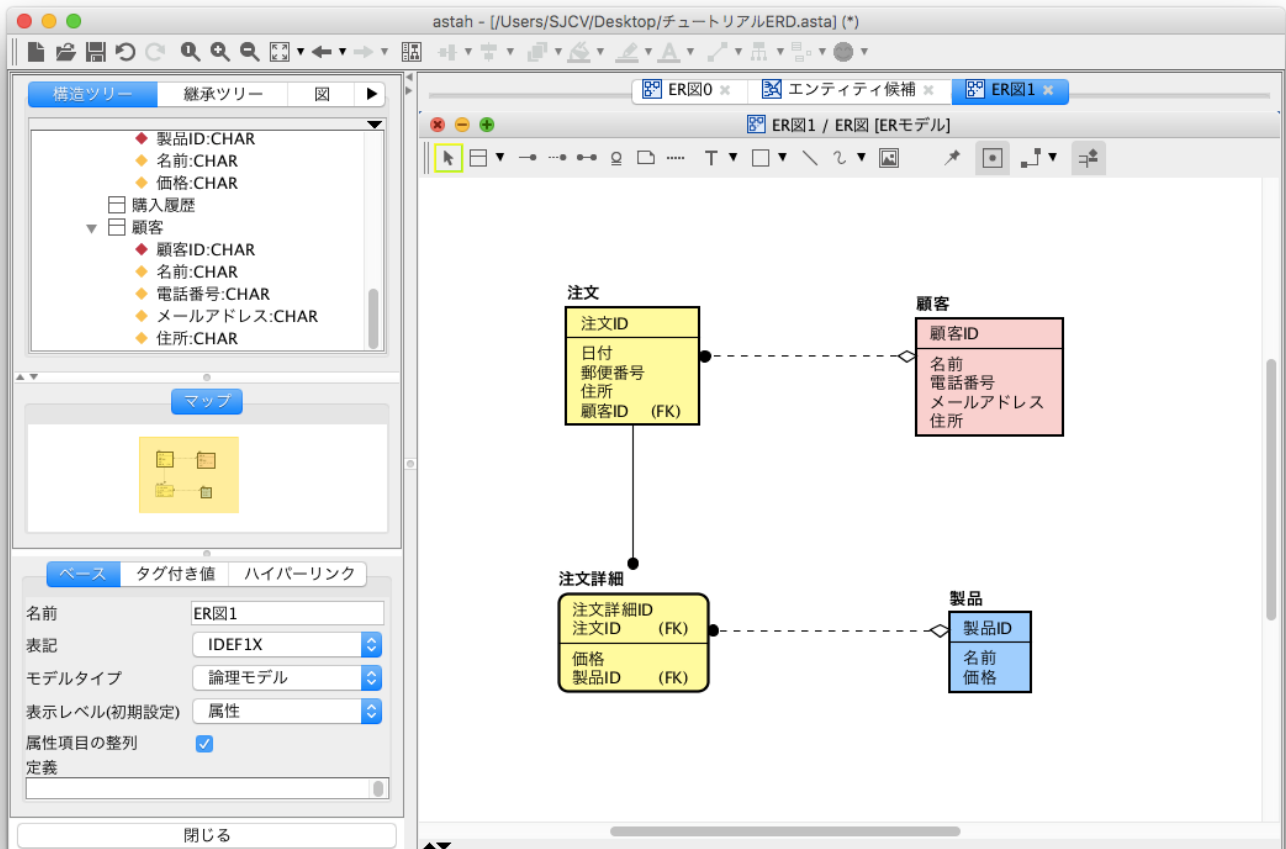 astah - [/Users/SJCV/Desktop/チュートリアルERD.asta] (*)
構造ツリー 継承ツリー 図
製品ID:CHAR
名前:CHAR
価格:CHAR
購入履歴
顧客
顧客ID:CHAR
名前:CHAR
電話番号:CHAR
メールアドレス:CHAR
住所:CHAR
マップ
ベース タグ付き値 ハイパーリンク
名前 ER図1
表記 IDEF1X
モデルタイプ 論理モデル
表示レベル(初期設定) 属性
属性項目の整列
定義
閉じる
ER図0 エンティティ候補 ER図1
ER図1 / ER図 [ERモデル]
注文
注文ID
日付
郵便番号
住所
顧客ID (FK)
顧客
顧客ID
名前
電話番号
メールアドレス
住所
注文詳細
注文詳細ID
注文ID (FK)
価格
製品ID (FK)
製品
製品ID
名前
価格